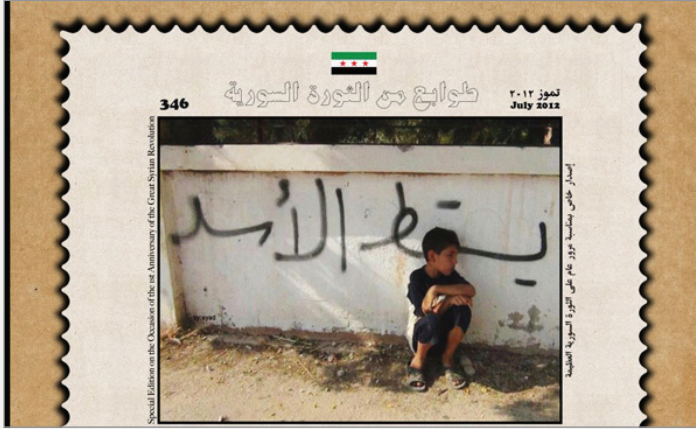 طوابع من الثورة السورية
346
تموز ٢٠١٢
July 2012
Special Edition on the Occasion of the 1st Anniversary of the Great Syrian Revolution
إصدار خاص بمناسبة مرور عام على الثورة السورية العظيمة
يسقط الأسد